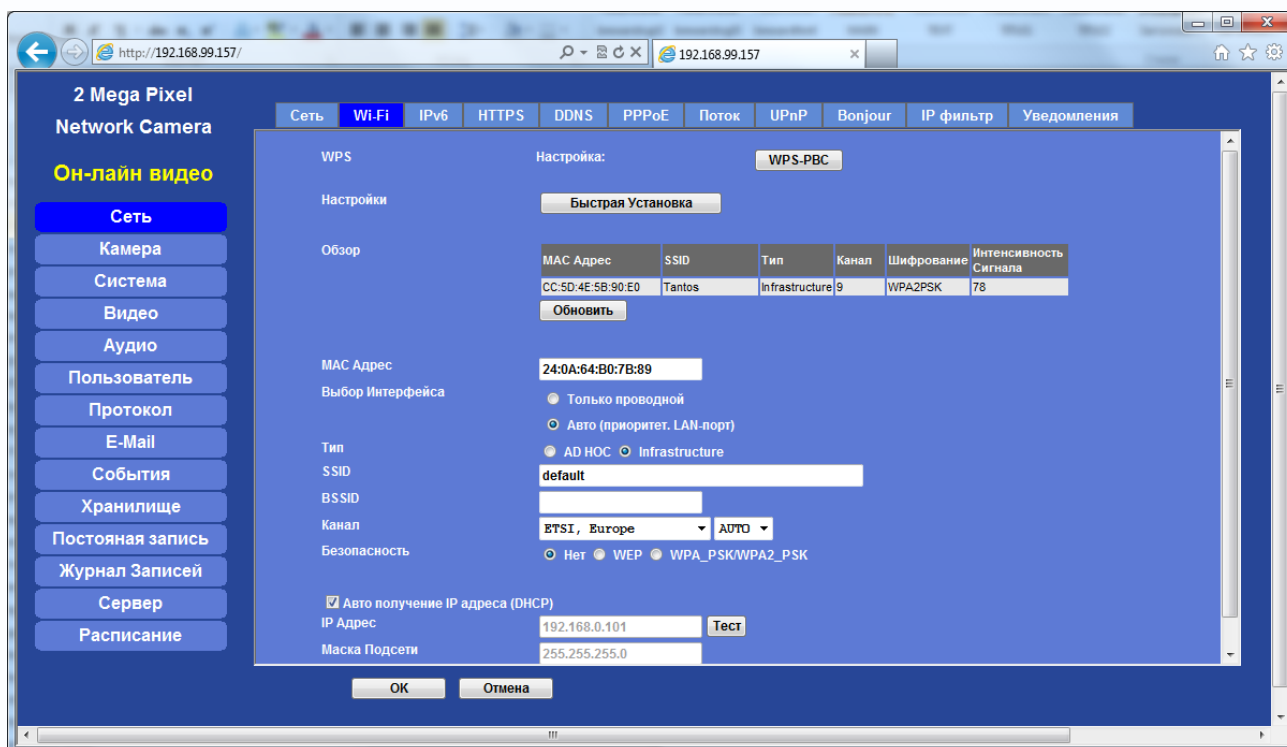 http://192.168.99.157/
192.168.99.157
2 Mega Pixel
Network Camera
Он-лайн видео
Сеть
Камера
Система
Видео
Аудио
Пользователь
Протокол
E-Mail
События
Хранилище
Постояная запись
Журнал Записей
Сервер
Расписание
Сеть Wi-Fi IPv6 HTTPS DDNS PPPoE Поток UPnP Bonjour IP фильтр Уведомления
WPS Настройка: WPS-PBC
Настройки Быстрая Установка
Обзор
MAC Адрес SSID Тип Канал Шифрование Интенсивность Сигнала
CC:5D:4E:5B:90:E0 Tantos Infrastructure 9 WPA2PSK 78
Обновить
MAC Адрес 24:0A:64:B0:7B:89
Выбор Интерфейса Только проводной
Авто (приоритет. LAN-порт)
Тип AD HOC Infrastructure
SSID default
BSSID
Канал ETSI, Europe AUTO
Безопасность Нет WEP WPA_PSK/WPA2_PSK
Авто получение IP адреса (DHCP)
IP Адрес 192.168.0.101 Тест
Маска Подсети 255.255.255.0
OK Отмена